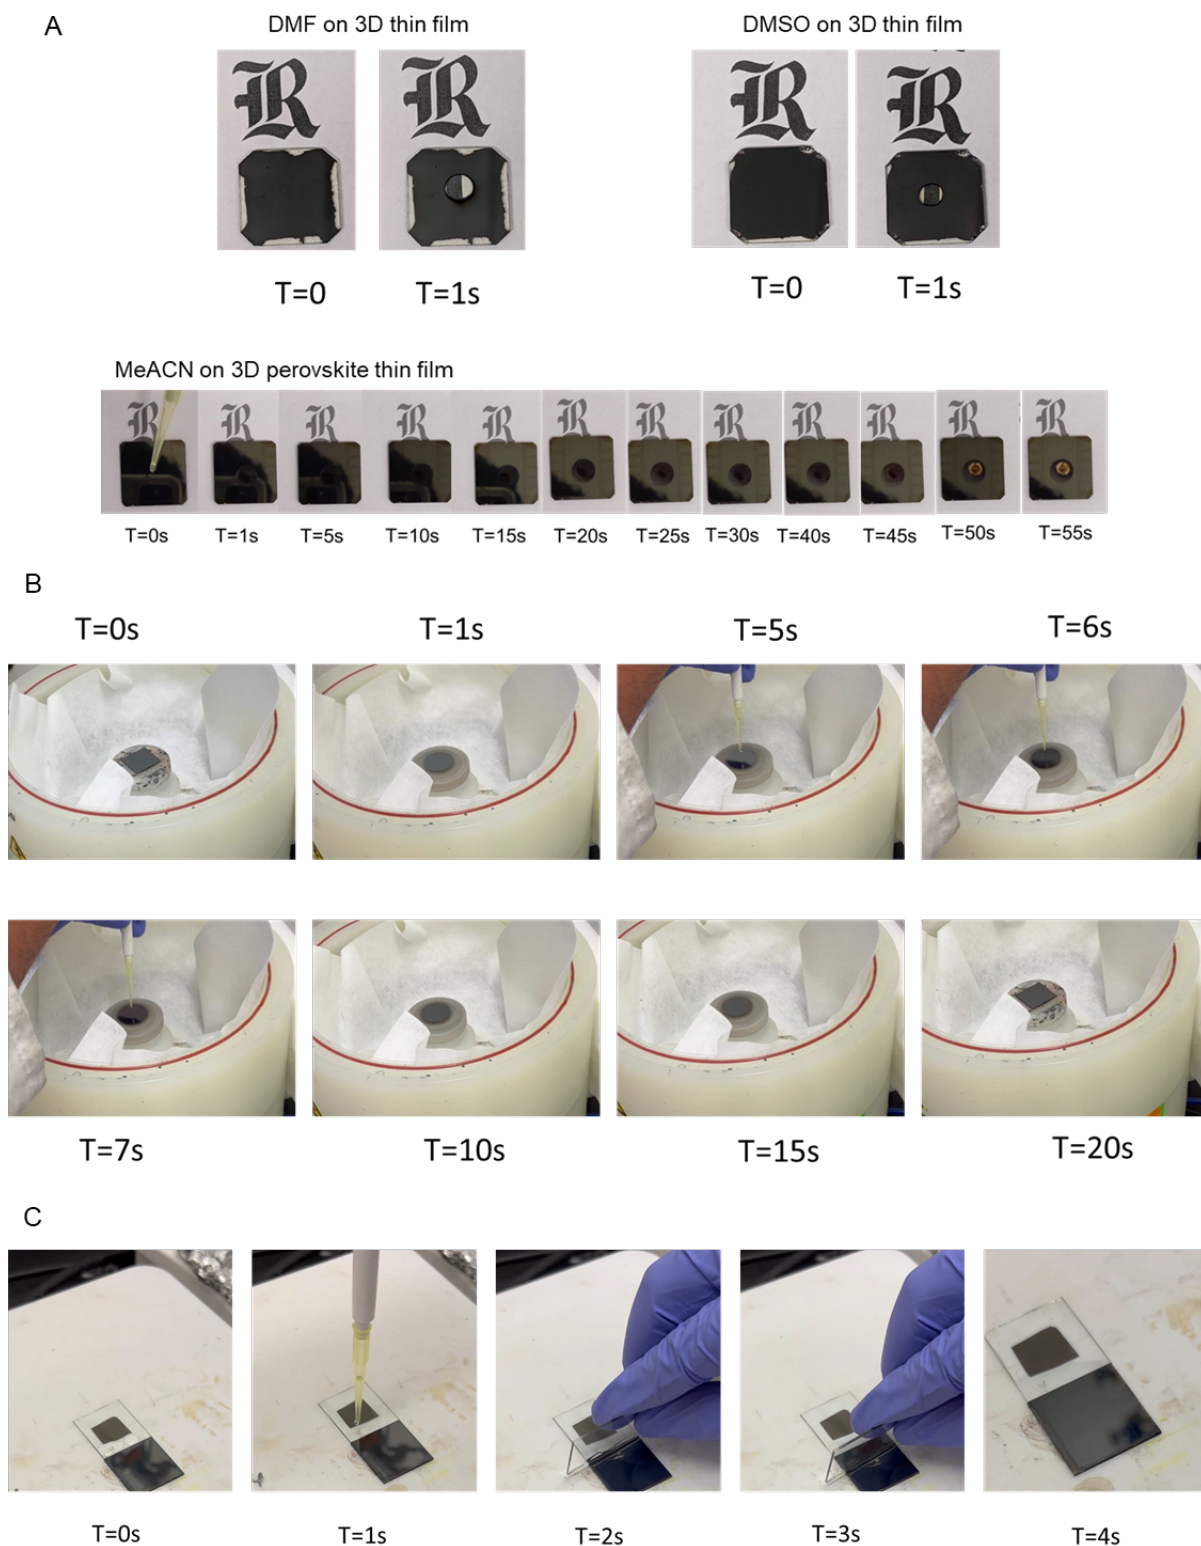 A
DMF on 3D thin film
DMSO on 3D thin film
R
R
R
R
T=0
T=1s
T=0
T=1s
MeACN on 3D perovskite thin film
R
R
R
R
R
R
R
R
R
R
R
R
T=0s
T=1s
T=5s
T=10s
T=15s
T=20s
T=25s
T=30s
T=40s
T=45s
T=50s
T=55s
B
T=0s
T=1s
T=5s
T=6s
T=7s
T=10s
T=15s
T=20s
C
T=0s
T=1s
T=2s
T=3s
T=4s